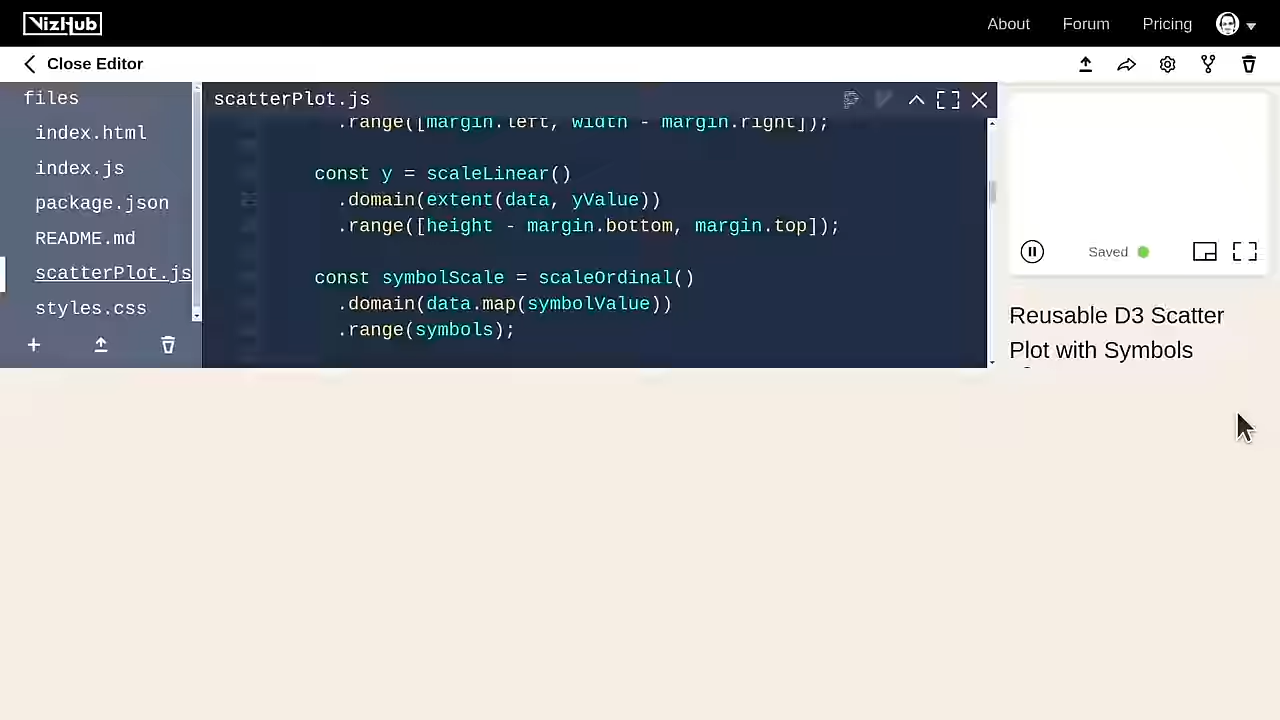 VizHub
About
Forum
Pricing
Close Editor
files
index.html
index.js
package.json
README.md
scatterPlot.js
styles.css
scatterPlot.js
.range([margin.left, width - margin.right]);
const y = scaleLinear()
.domain(extent(data, yValue))
.range([height - margin.bottom, margin.top]);
const symbolScale = scaleOrdinal()
.domain(data.map(symbolValue))
.range(symbols);
Saved
Reusable D3 Scatter
Plot with Symbols